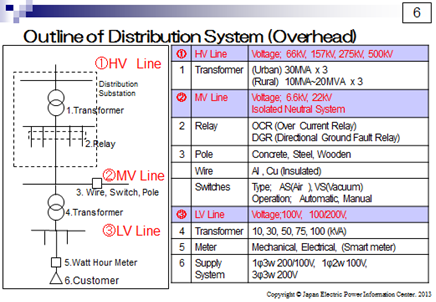 6
Outline of Distribution System (Overhead)
①HV Line
Distribution
Substation
1.Transformer
2.Relay
②MV Line
3. Wire, Switch, Pole
4.Transformer
③LV Line
5.Watt Hour Meter
6.Customer
① HV Line Voltage; 66kV, 157kV, 275kV, 500kV
1 Transformer (Urban) 30MVA x 3
(Rural) 10MVA~20MVA x 3
② MV Line Voltage; 6.6kV, 22kV
Isolated Neutral System
2 Relay OCR (Over Current Relay)
DGR (Directional Ground Fault Relay)
3 Pole Concrete, Steel, Wooden
Wire Al , Cu (Insulated)
Switches Type; AS(Air ), VS(Vacuum)
Operation; Automatic, Manual
③ LV Line Voltage;100V, 100/200V,
4 Transformer 10, 30, 50, 75, 100 (kVA)
5 Meter Mechanical, Electrical, (Smart meter)
6 Supply System 1φ3w 200/100V, 1φ2w 100V,
3φ3w 200V
Copyright © Japan Electric Power Information Center. 2013